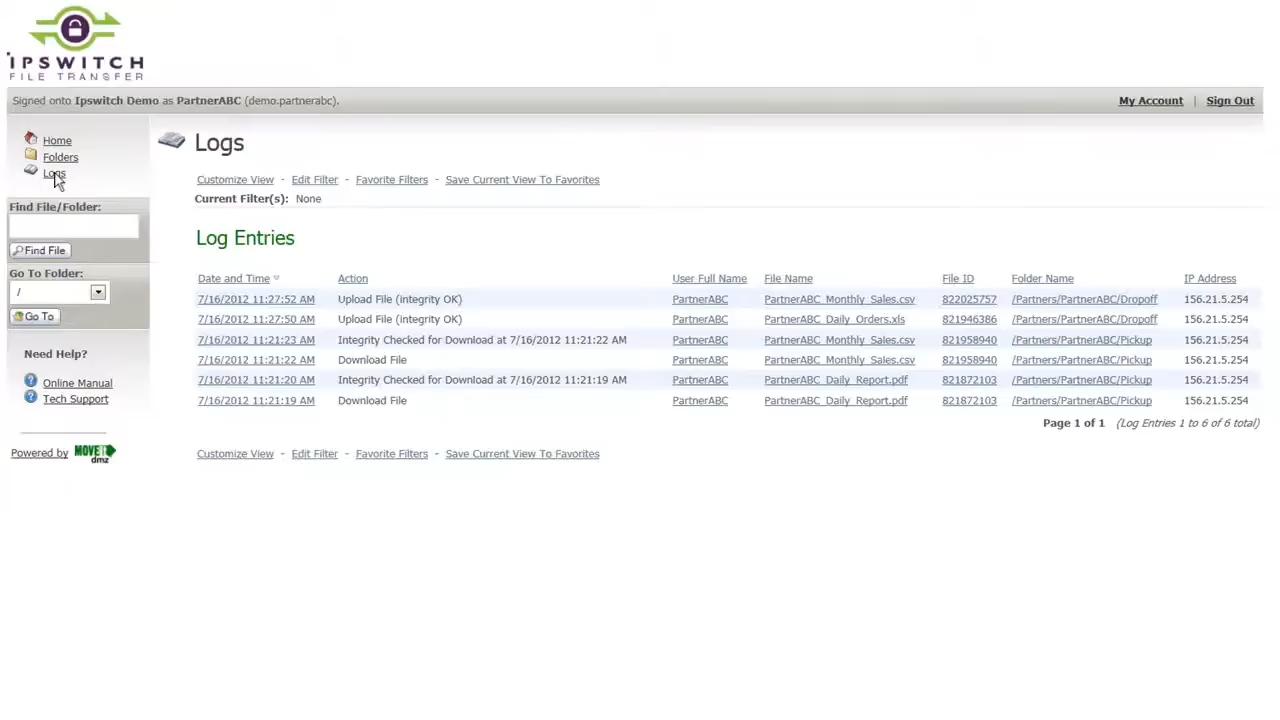 IPSWITCH
FILE TRANSFER
Signed onto Ipswitch Demo as PartnerABC (demo.partnerabc).
My Account | Sign Out
Home
Folders
Logs
Find File/Folder:
Find File
Go To Folder:
/
Go To
Need Help?
Online Manual
Tech Support
Powered by MOVEit dmz
Logs
Customize View - Edit Filter - Favorite Filters - Save Current View To Favorites
Current Filter(s): None
Log Entries
Date and Time Action User Full Name File Name File ID Folder Name IP Address
7/16/2012 11:27:52 AM Upload File (integrity OK) PartnerABC PartnerABC_Monthly_Sales.csv 822025757 /Partners/PartnerABC/Dropoff 156.21.5.254
7/16/2012 11:27:50 AM Upload File (integrity OK) PartnerABC PartnerABC_Daily_Orders.xls 821946386 /Partners/PartnerABC/Dropoff 156.21.5.254
7/16/2012 11:21:23 AM Integrity Checked for Download at 7/16/2012 11:21:22 AM PartnerABC PartnerABC_Monthly_Sales.csv 821958940 /Partners/PartnerABC/Pickup 156.21.5.254
7/16/2012 11:21:22 AM Download File PartnerABC PartnerABC_Monthly_Sales.csv 821958940 /Partners/PartnerABC/Pickup 156.21.5.254
7/16/2012 11:21:20 AM Integrity Checked for Download at 7/16/2012 11:21:19 AM PartnerABC PartnerABC_Daily_Report.pdf 821872103 /Partners/PartnerABC/Pickup 156.21.5.254
7/16/2012 11:21:19 AM Download File PartnerABC PartnerABC_Daily_Report.pdf 821872103 /Partners/PartnerABC/Pickup 156.21.5.254
Page 1 of 1 (Log Entries 1 to 6 of 6 total)
Customize View - Edit Filter - Favorite Filters - Save Current View To Favorites